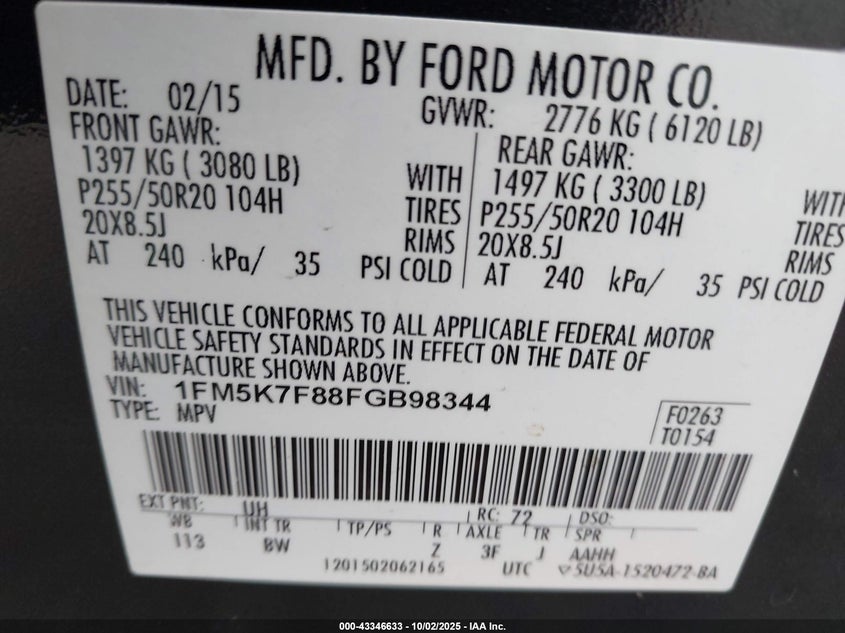 MFD. BY FORD MOTOR CO.
DATE: 02/15 GVWR: 2776 KG ( 6120 LB)
FRONT GAWR: REAR GAWR:
1397 KG ( 3080 LB) WITH 1497 KG ( 3300 LB) WITH
P255/50R20 104H TIRES P255/50R20 104H TIRES
20X8.5J RIMS 20X8.5J RIMS
AT 240 kPa/ 35 PSI COLD AT 240 kPa/ 35 PSI COLD
THIS VEHICLE CONFORMS TO ALL APPLICABLE FEDERAL MOTOR
VEHICLE SAFETY STANDARDS IN EFFECT ON THE DATE OF
MANUFACTURE SHOWN ABOVE.
VIN: 1FM5K7F88FGB98344
TYPE: MPV
F0263
T0154
EXT PNT: UH RC: 72 DSO:
WB INT TR TP/PS R AXLE TR SPR
113 BW Z 3F J AAHH
1201502062165 UTC 5U5A-1520472-BA
000-43346633 - 10/02/2025 - IAA Inc.